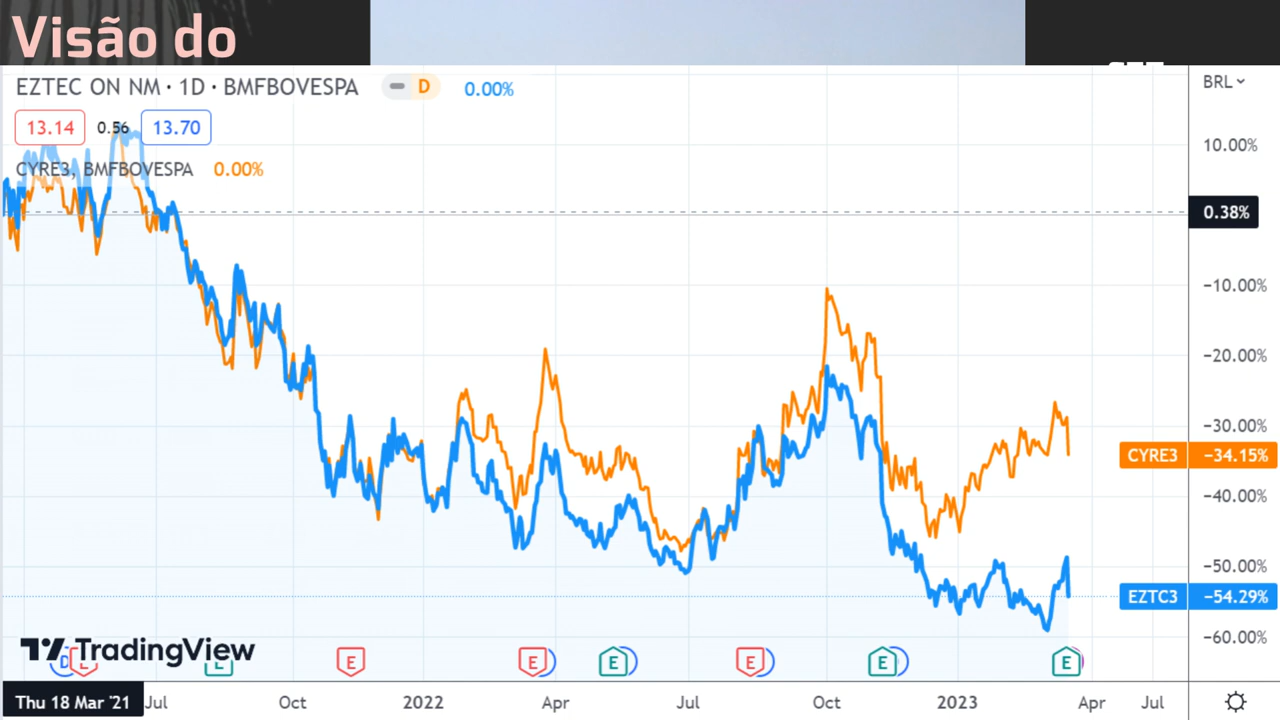 Visão do
EZTEC ON NM · 1D · BMFBOVESPA D 0.00%
BRL
13.14 0.56 13.70
10.00%
CYRE3, BMFBOVESPA 0.00%
0.38%
−10.00%
−20.00%
−30.00%
CYRE3 −34.15%
−40.00%
−50.00%
EZTC3 −54.29%
−60.00%
TradingView
D E E E E E E E E
Thu 18 Mar '21 Jul Oct 2022 Apr Jul Oct 2023 Apr Jul